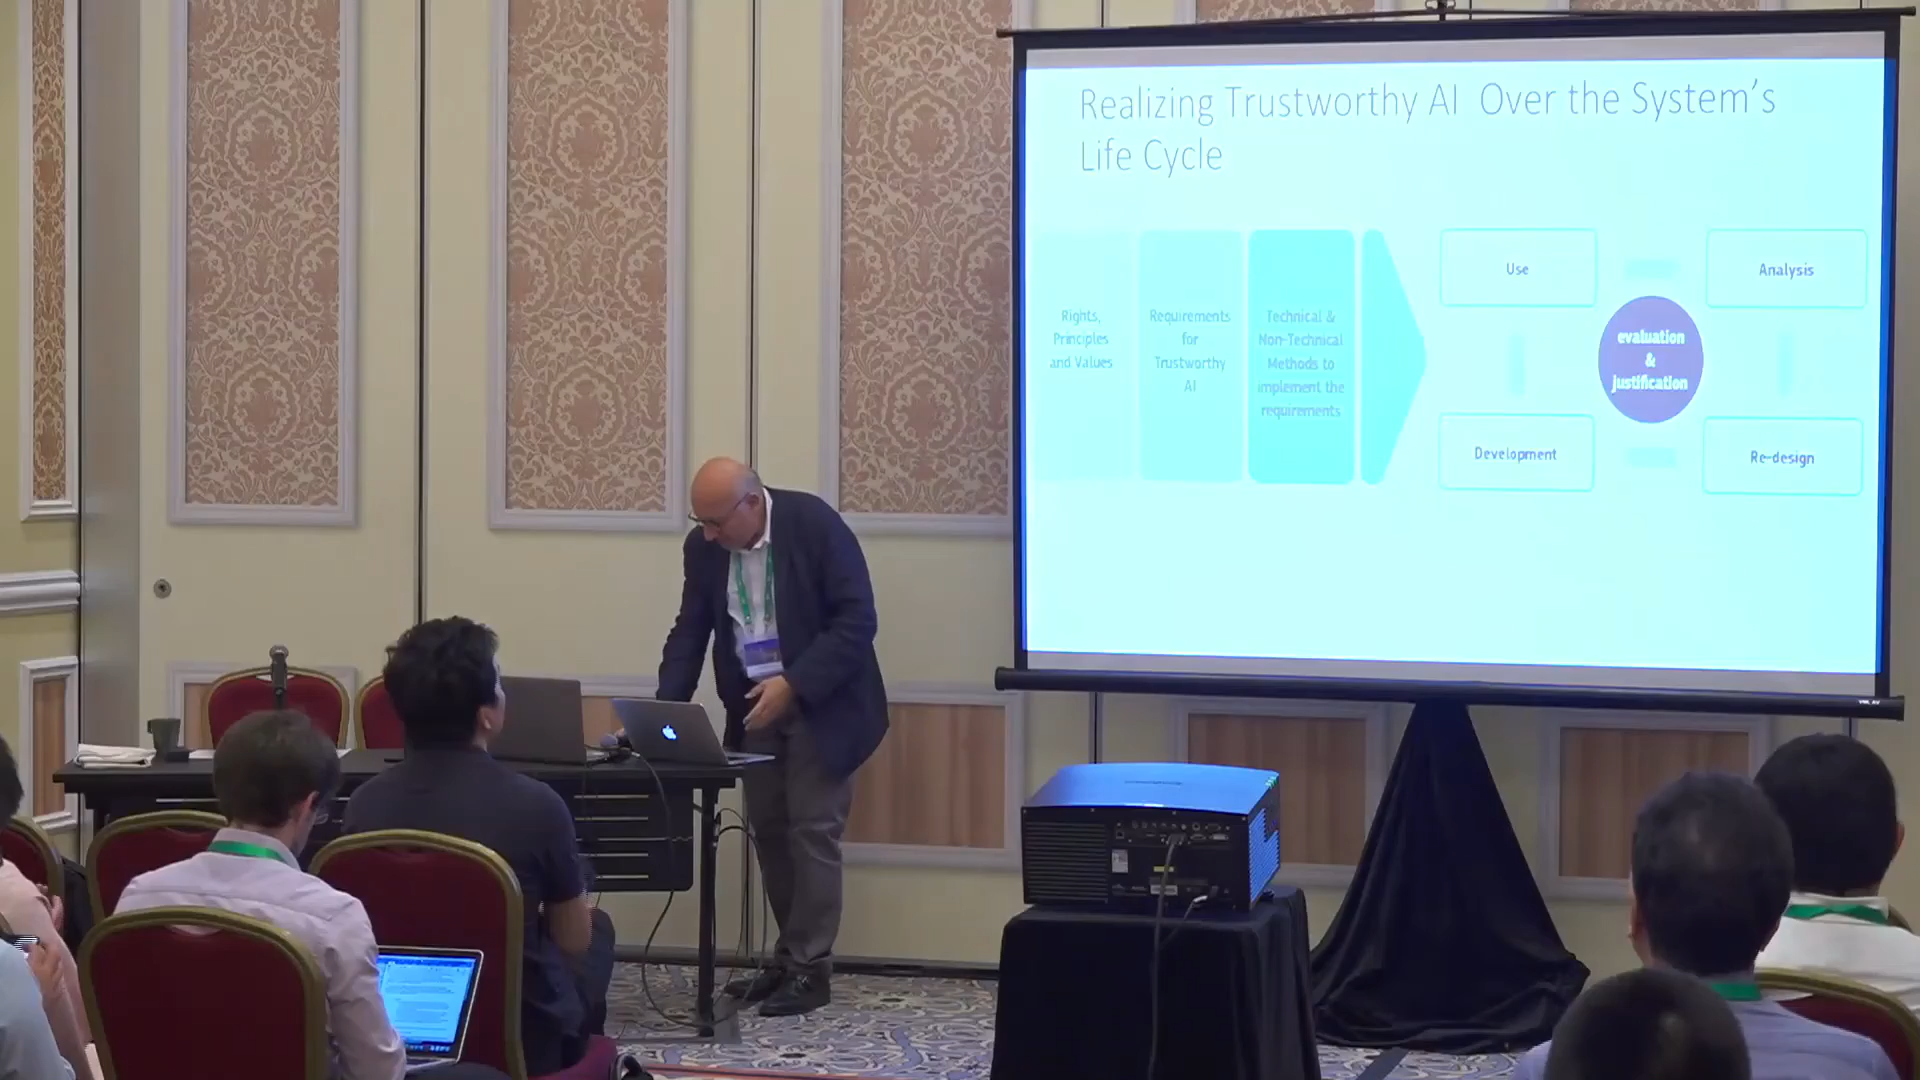 Realizing Trustworthy AI Over the System's
Life Cycle
Rights,
Principles
and Values
Requirements
for
Trustworthy
AI
Technical &
Non-Technical
Methods to
implement the
requirements
Use
Analysis
evaluation
&
justification
Development
Re-design